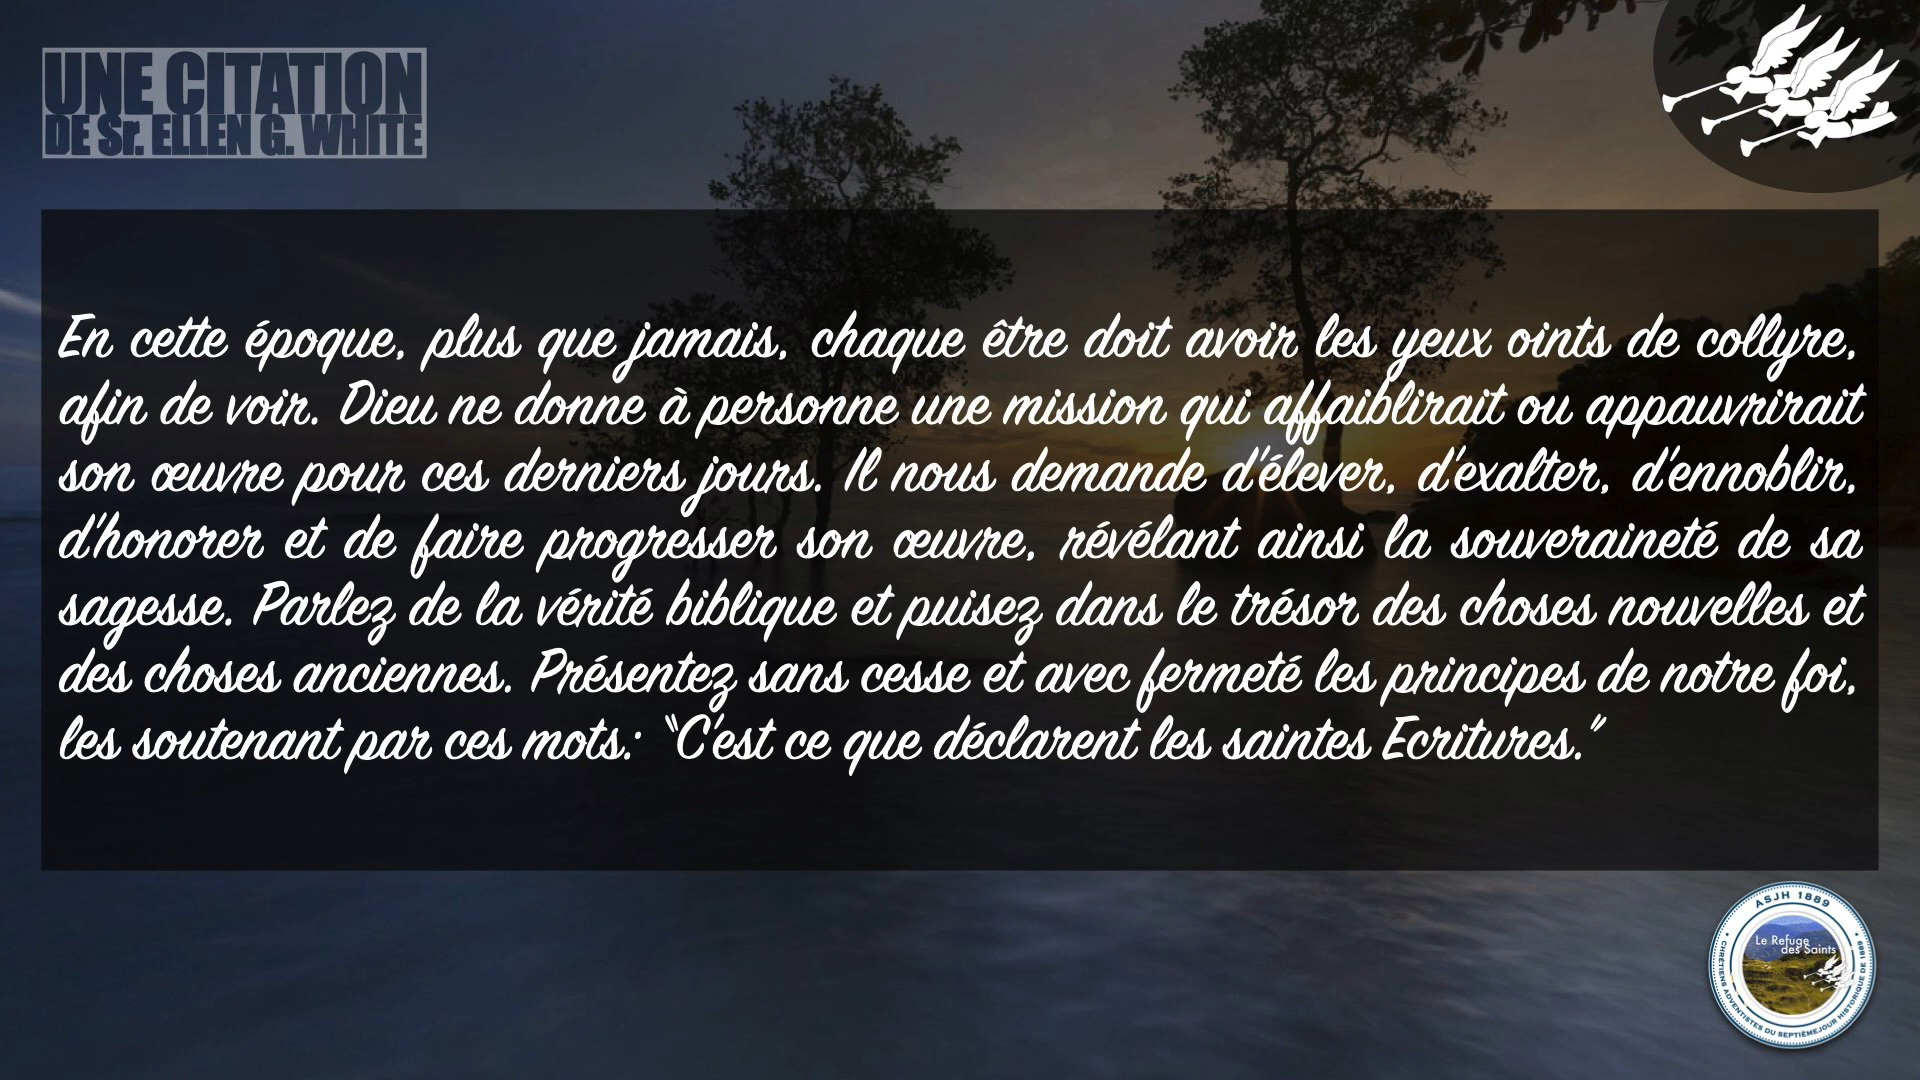 UNE CITATION
DE Sr. ELLEN G. WHITE
En cette époque, plus que jamais, chaque être doit avoir les yeux oints de collyre,
afin de voir. Dieu ne donne à personne une mission qui affaiblirait ou appauvrirait
son œuvre pour ces derniers jours. Il nous demande d'élever, d'exalter, d'ennoblir,
d'honorer et de faire progresser son œuvre, révélant ainsi la souveraineté de sa
sagesse. Parlez de la vérité biblique et puisez dans le trésor des choses nouvelles et
des choses anciennes. Présentez sans cesse et avec fermeté les principes de notre foi,
les soutenant par ces mots: “C'est ce que déclarent les saintes Ecritures.”
ASJH 1889
Le Refuge
des Saints
CHRÉTIENS ADVENTISTES DU SEPTIÈME JOUR HISTORIQUE DE 1889